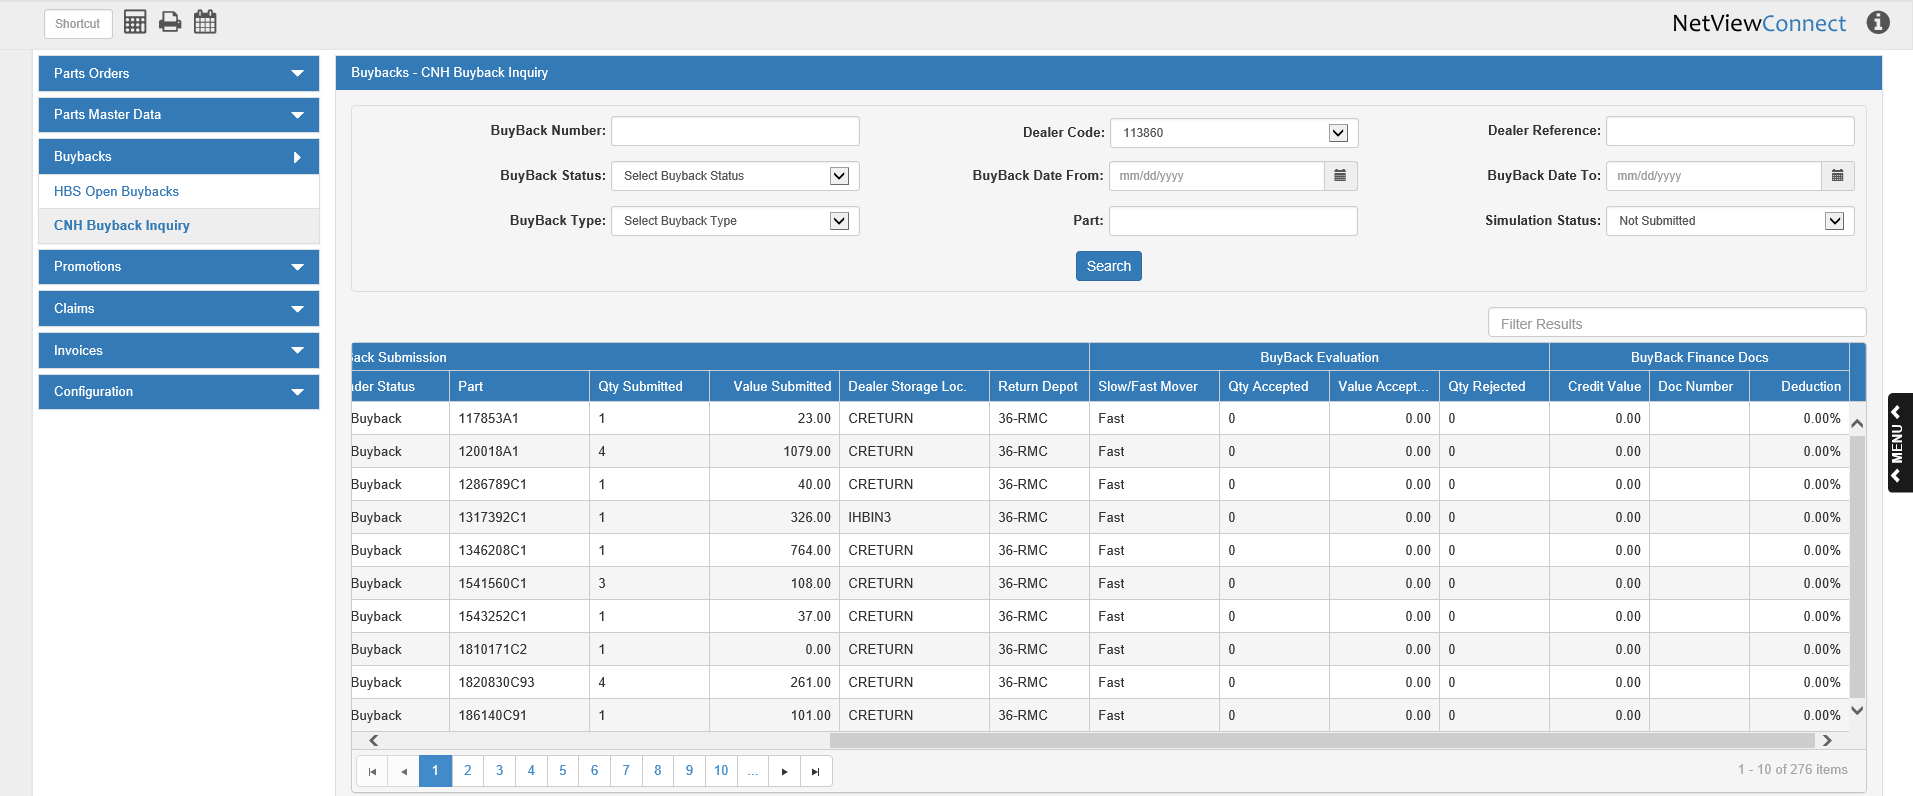 Shortcut
NetViewConnect
Parts Orders
Parts Master Data
Buybacks
HBS Open Buybacks
CNH Buyback Inquiry
Promotions
Claims
Invoices
Configuration
Buybacks - CNH Buyback Inquiry
BuyBack Number: Dealer Code: 113860 Dealer Reference:
BuyBack Status: Select Buyback Status BuyBack Date From: mm/dd/yyyy BuyBack Date To: mm/dd/yyyy
BuyBack Type: Select Buyback Type Part: Simulation Status: Not Submitted
Search
Filter Results
Back Submission BuyBack Evaluation BuyBack Finance Docs
der Status Part Qty Submitted Value Submitted Dealer Storage Loc. Return Depot Slow/Fast Mover Qty Accepted Value Accept... Qty Rejected Credit Value Doc Number Deduction
Buyback 117853A1 1 23.00 CRETURN 36-RMC Fast 0 0.00 0 0.00 0.00%
Buyback 120018A1 4 1079.00 CRETURN 36-RMC Fast 0 0.00 0 0.00 0.00%
Buyback 1286789C1 1 40.00 CRETURN 36-RMC Fast 0 0.00 0 0.00 0.00%
Buyback 1317392C1 1 326.00 IHBIN3 36-RMC Fast 0 0.00 0 0.00 0.00%
Buyback 1346208C1 1 764.00 CRETURN 36-RMC Fast 0 0.00 0 0.00 0.00%
Buyback 1541560C1 3 108.00 CRETURN 36-RMC Fast 0 0.00 0 0.00 0.00%
Buyback 1543252C1 1 37.00 CRETURN 36-RMC Fast 0 0.00 0 0.00 0.00%
Buyback 1810171C2 1 0.00 CRETURN 36-RMC Fast 0 0.00 0 0.00 0.00%
Buyback 1820830C93 4 261.00 CRETURN 36-RMC Fast 0 0.00 0 0.00 0.00%
Buyback 186140C91 1 101.00 CRETURN 36-RMC Fast 0 0.00 0 0.00 0.00%
1 2 3 4 5 6 7 8 9 10 ... 1 - 10 of 276 items
MENU